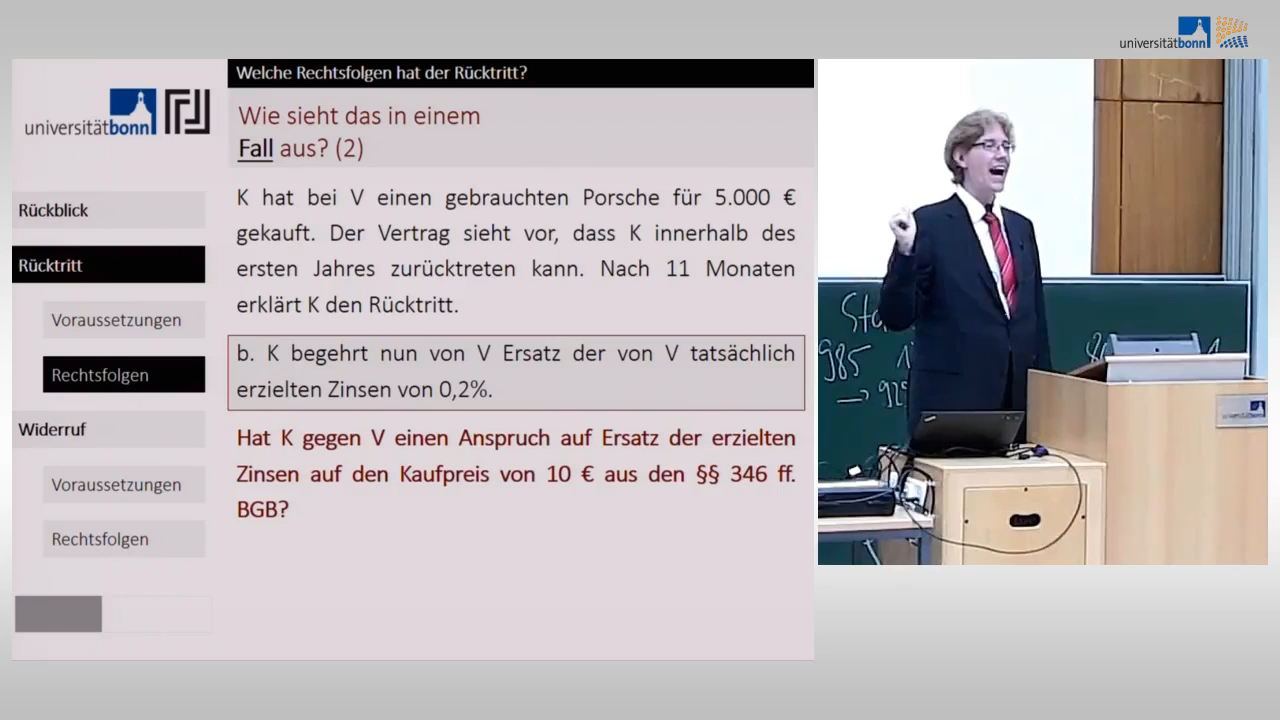 universitätbonn
Welche Rechtsfolgen hat der Rücktritt?
universitätbonn
Wie sieht das in einem
Fall aus? (2)
Rückblick
Rücktritt
Voraussetzungen
Rechtsfolgen
Widerruf
Voraussetzungen
Rechtsfolgen
K hat bei V einen gebrauchten Porsche für 5.000 €
gekauft. Der Vertrag sieht vor, dass K innerhalb des
ersten Jahres zurücktreten kann. Nach 11 Monaten
erklärt K den Rücktritt.
b. K begehrt nun von V Ersatz der von V tatsächlich
erzielten Zinsen von 0,2%.
Hat K gegen V einen Anspruch auf Ersatz der erzielten
Zinsen auf den Kaufpreis von 10 € aus den §§ 346 ff.
BGB?
985